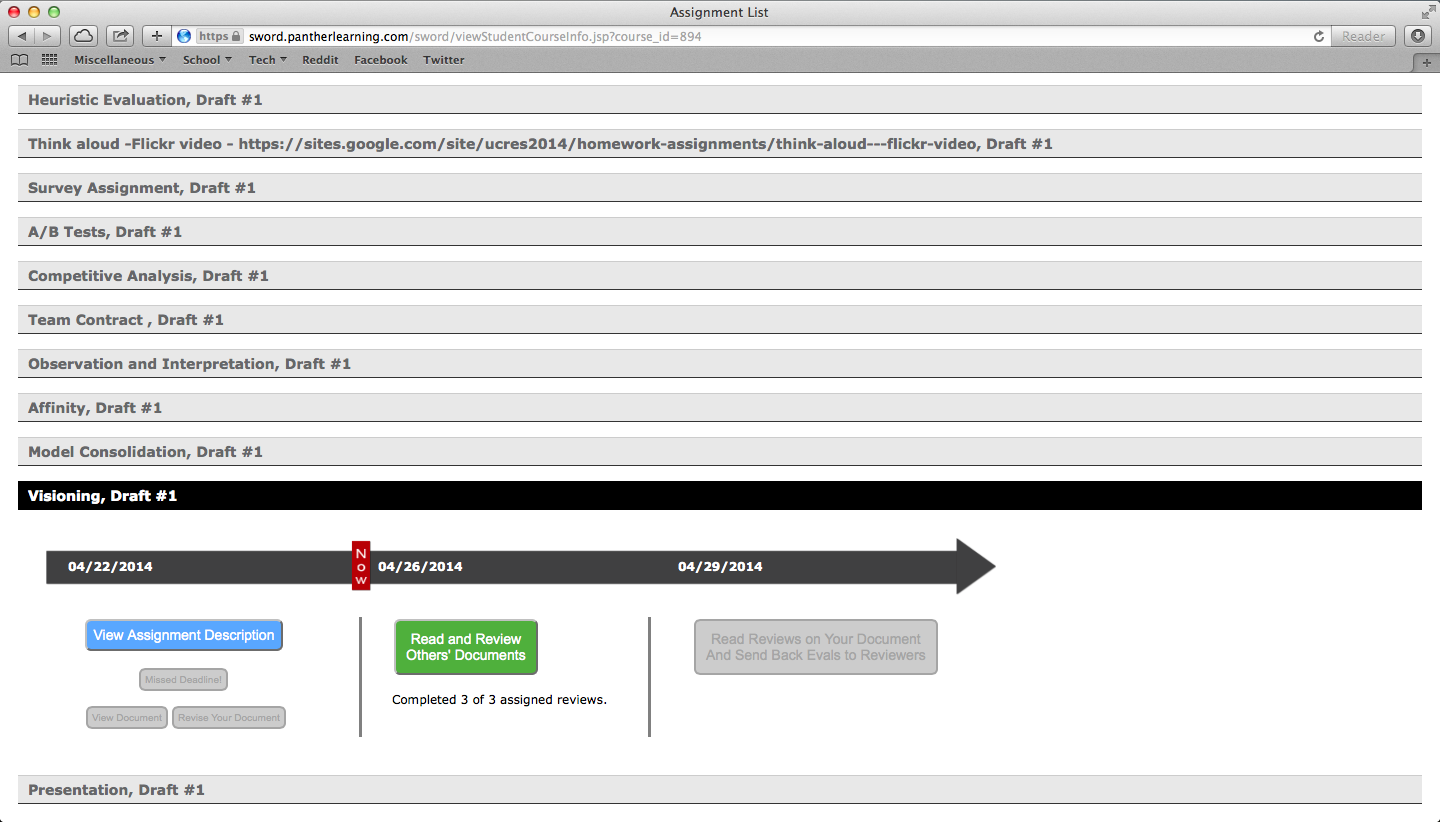 Assignment List
https sword.pantherlearning.com/sword/viewStudentCourseInfo.jsp?course_id=894 Reader
Miscellaneous School Tech Reddit Facebook Twitter
Heuristic Evaluation, Draft #1
Think aloud -Flickr video - https://sites.google.com/site/ucres2014/homework-assignments/think-aloud---flickr-video, Draft #1
Survey Assignment, Draft #1
A/B Tests, Draft #1
Competitive Analysis, Draft #1
Team Contract , Draft #1
Observation and Interpretation, Draft #1
Affinity, Draft #1
Model Consolidation, Draft #1
Visioning, Draft #1
04/22/2014 Now 04/26/2014 04/29/2014
View Assignment Description
Missed Deadline!
View Document Revise Your Document
Read and Review
Others' Documents
Completed 3 of 3 assigned reviews.
Read Reviews on Your Document
And Send Back Evals to Reviewers
Presentation, Draft #1